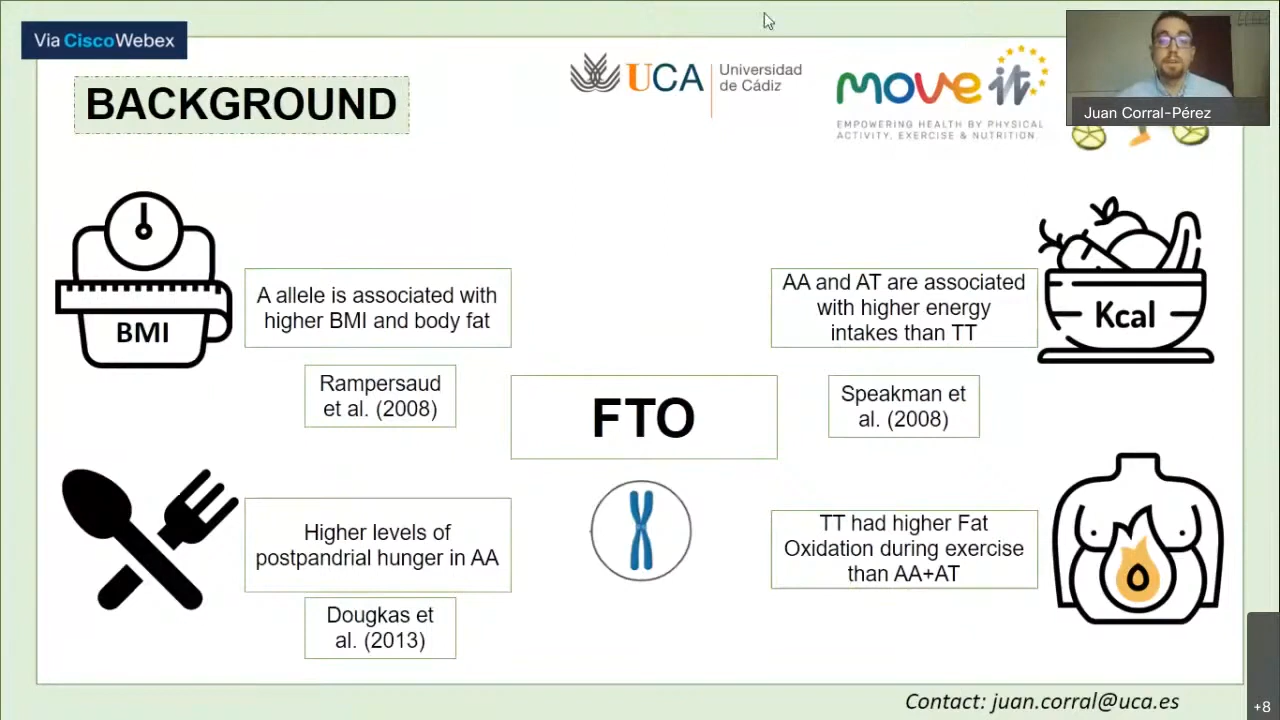 Via CiscoWebex
BACKGROUND
UCA
Universidad
de Cádiz
move it
EMPOWERING HEALTH BY PHYSICAL
ACTIVITY, EXERCISE & NUTRITION.
Juan Corral-Pérez
BMI
A allele is associated with
higher BMI and body fat
Rampersaud
et al. (2008)
AA and AT are associated
with higher energy
intakes than TT
Kcal
Speakman et
al. (2008)
FTO
Higher levels of
postpandrial hunger in AA
Dougkas et
al. (2013)
TT had higher Fat
Oxidation during exercise
than AA+AT
Contact: juan.corral@uca.es
+8